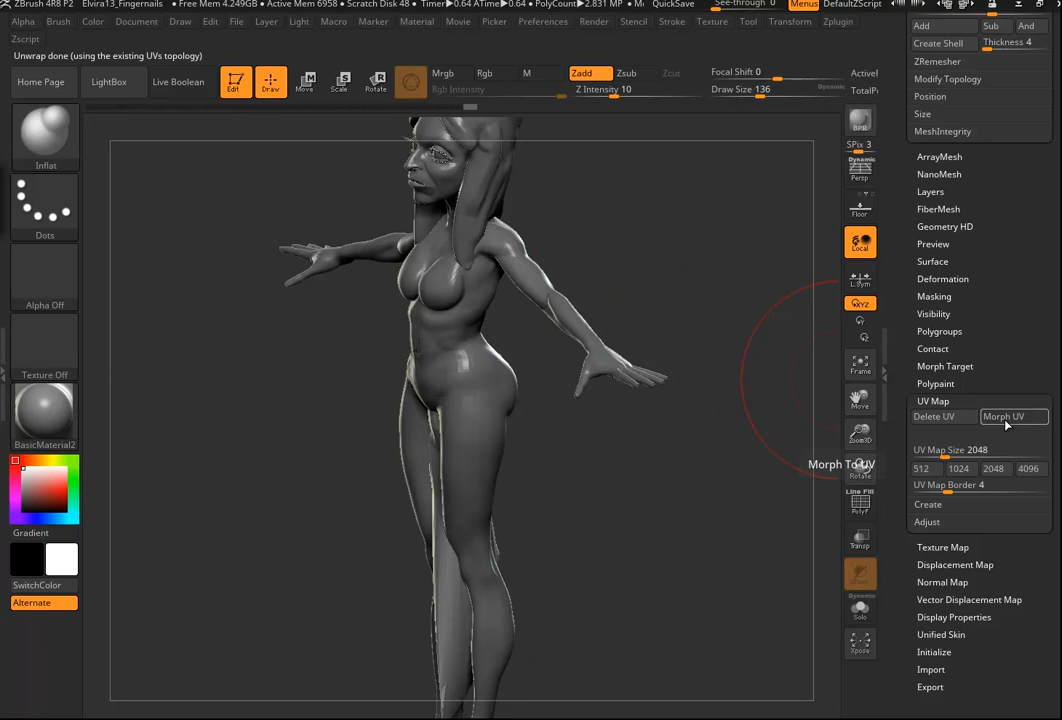 ZBrush 4R8 P2 Elvira13_Fingernails • Free Mem 4.249GB • Active Mem 6958 • Scratch Disk 48 • Timer▶0.64 ATime▶0.64 • PolyCount▶2.831 MP • Mi QuickSave See-through 0 Menus DefaultZScript
Alpha Brush Color Document Draw Edit File Layer Light Macro Marker Material Movie Picker Preferences Render Stencil Stroke Texture Tool Transform Zplugin
Zscript
Unwrap done (using the existing UVs topology)
Home Page
LightBox
Live Boolean
Edit
Draw
Move
Scale
Rotate
Mrgb Rgb M
Rgb Intensity
Zadd Zsub Zcut
Z Intensity 10
Focal Shift 0
Draw Size 136
Dynamic
ActiveI
TotalPo
Inflat
Dots
Alpha Off
Texture Off
BasicMaterial2
Gradient
SwitchColor
Alternate
BPR
SPix 3
Dynamic
Persp
Floor
Local
L.Sym
XYZ
Frame
Move
Zoom3D
Rotate
Line Fill
PolyF
Transp
Dynamic
Solo
Xpose
Morph To UV
Add Sub And
Create Shell Thickness 4
ZRemesher
Modify Topology
Position
Size
MeshIntegrity
ArrayMesh
NanoMesh
Layers
FiberMesh
Geometry HD
Preview
Surface
Deformation
Masking
Visibility
Polygroups
Contact
Morph Target
Polypaint
UV Map
Delete UV Morph UV
UV Map Size 2048
512 1024 2048 4096
UV Map Border 4
Create
Adjust
Texture Map
Displacement Map
Normal Map
Vector Displacement Map
Display Properties
Unified Skin
Initialize
Import
Export